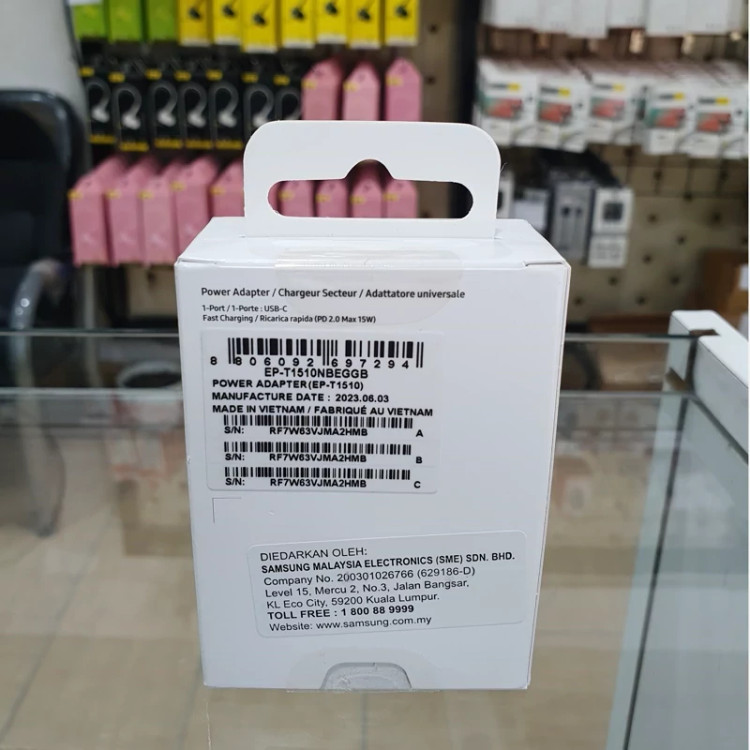 Power Adapter / Chargeur Secteur / Adattatore universale
1-Port / 1-Porte : USB-C
Fast Charging / Ricarica rapida (PD 2.0 Max 15W)
8 806092 697294
EP-T1510NBEGGB
POWER ADAPTER(EP-T1510)
MANUFACTURE DATE : 2023.06.03
MADE IN VIETNAM / FABRIQUÉ AU VIETNAM
S/N: RF7W63VJMA2HMB A
S/N: RF7W63VJMA2HMB B
S/N: RF7W63VJMA2HMB C
DIEDARKAN OLEH:
SAMSUNG MALAYSIA ELECTRONICS (SME) SDN. BHD.
Company No. 200301026766 (629186-D)
Level 15, Mercu 2, No.3, Jalan Bangsar,
KL Eco City, 59200 Kuala Lumpur.
TOLL FREE : 1 800 88 9999
Website: www.samsung.com.my